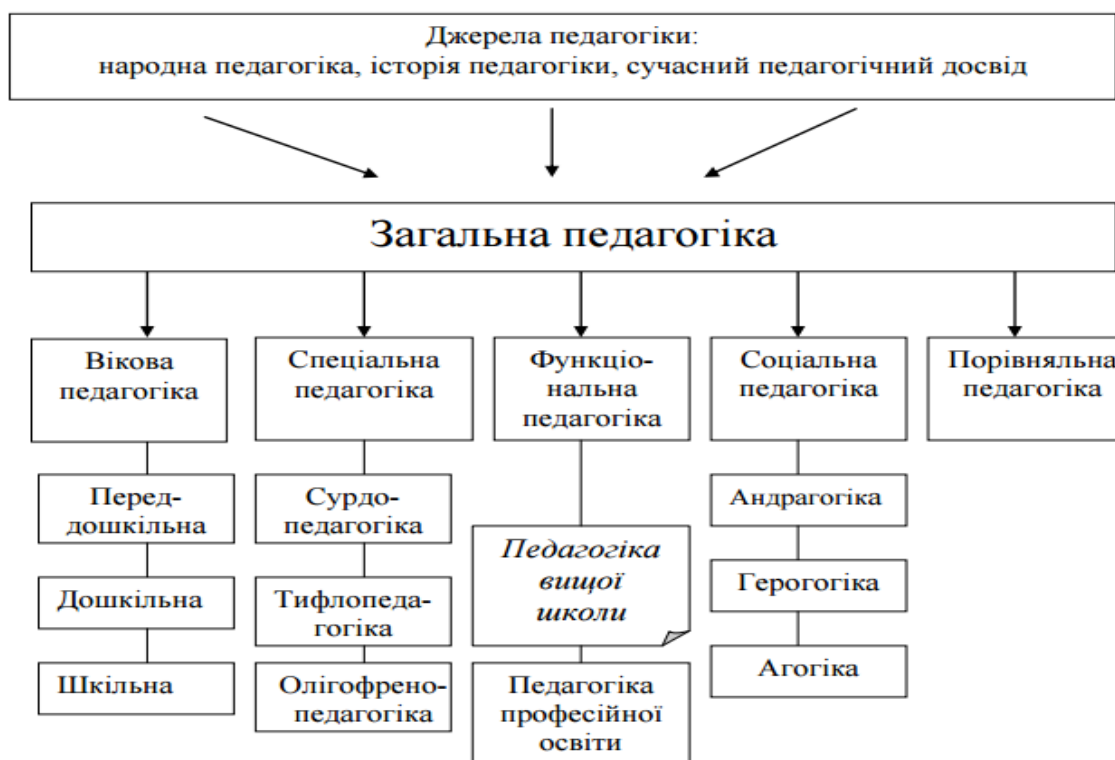 Джерела педагогіки:
народна педагогіка, історія педагогіки, сучасний педагогічний досвід
Загальна педагогіка
Вікова
педагогіка
Спеціальна
педагогіка
Функціо-
нальна
педагогіка
Соціальна
педагогіка
Порівняльна
педагогіка
Перед-
дошкільна
Дошкільна
Шкільна
Сурдо-
педагогіка
Тифлопеда-
гогіка
Олігофрено-
педагогіка
Педагогіка
вищої
школи
Педагогіка
професійної
освіти
Андрагогіка
Герогогіка
Агогіка